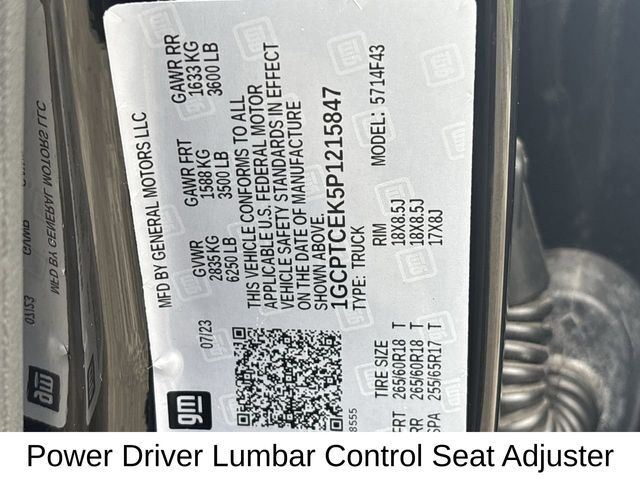 MFD BY GENERAL MOTORS LLC
07/23
GVWR
2835 KG
6250 LB
GAWR FRT
1588 KG
3500 LB
GAWR RR
1633 KG
3600 LB
THIS VEHICLE CONFORMS TO ALL
APPLICABLE U.S. FEDERAL MOTOR
VEHICLE SAFETY STANDARDS IN EFFECT
ON THE DATE OF MANUFACTURE
SHOWN ABOVE.
1GCPTCEK5P1215847
TYPE: TRUCK
MODEL: 5714F43
TIRE SIZE RIM
FRT 265/60R18 T 18X8.5J
RR 265/60R18 T 18X8.5J
SPA 255/65R17 T 17X8J
gm
8555
Power Driver Lumbar Control Seat Adjuster